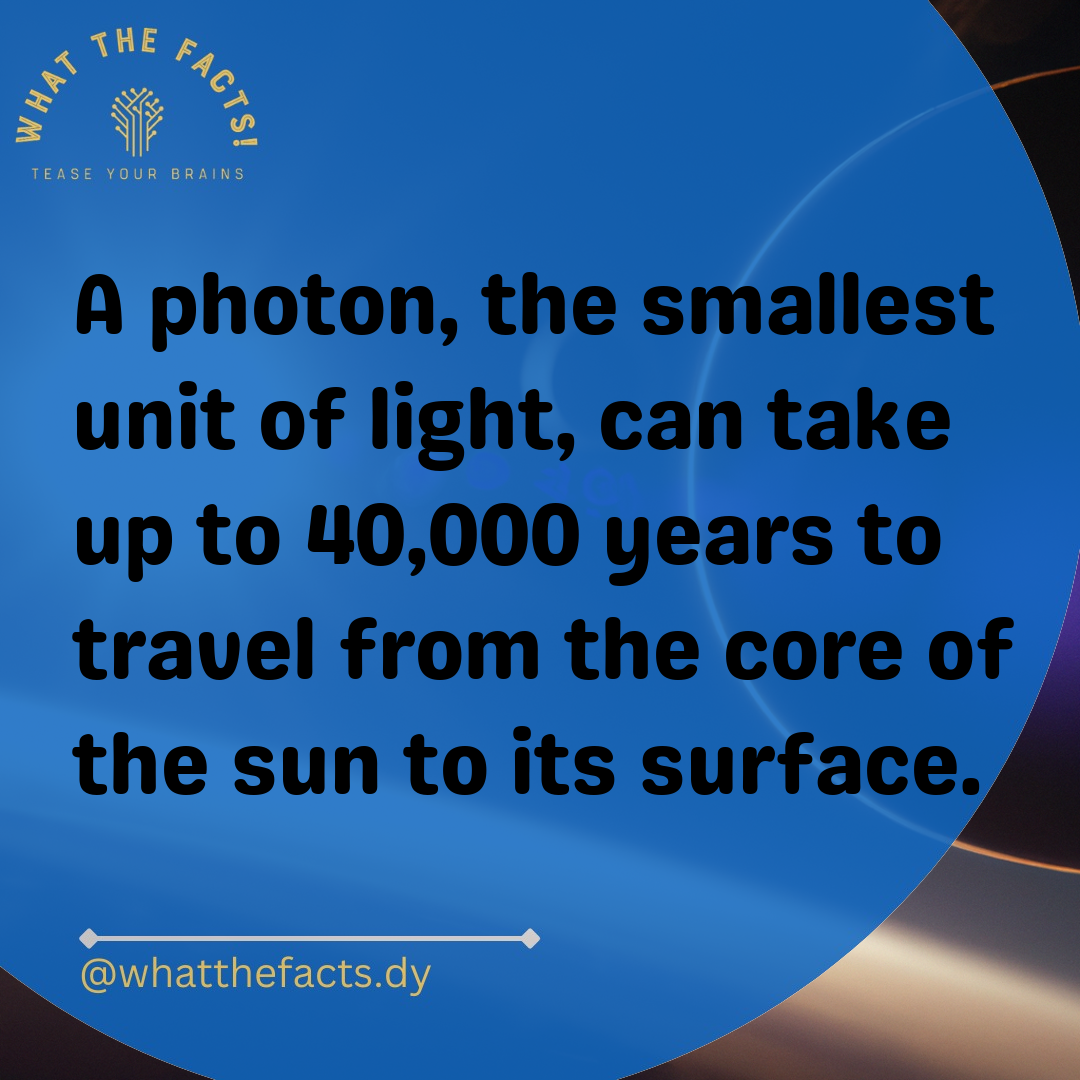 WHAT THE FACTS!
TEASE YOUR BRAINS
A photon, the smallest
unit of light, can take
up to 40,000 years to
travel from the core of
the sun to its surface.
@whatthefacts.dy